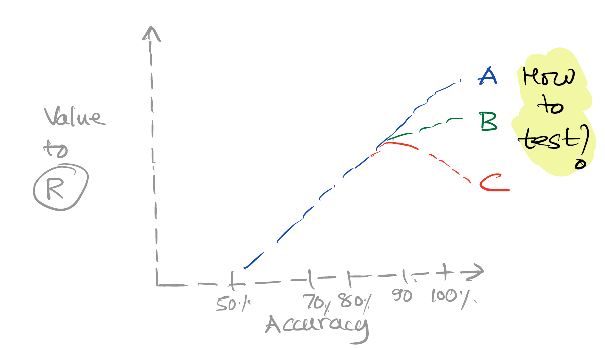 Value
to
R
A
B
C
How
to
test?
50% 70% 80% 90 100%
Accuracy